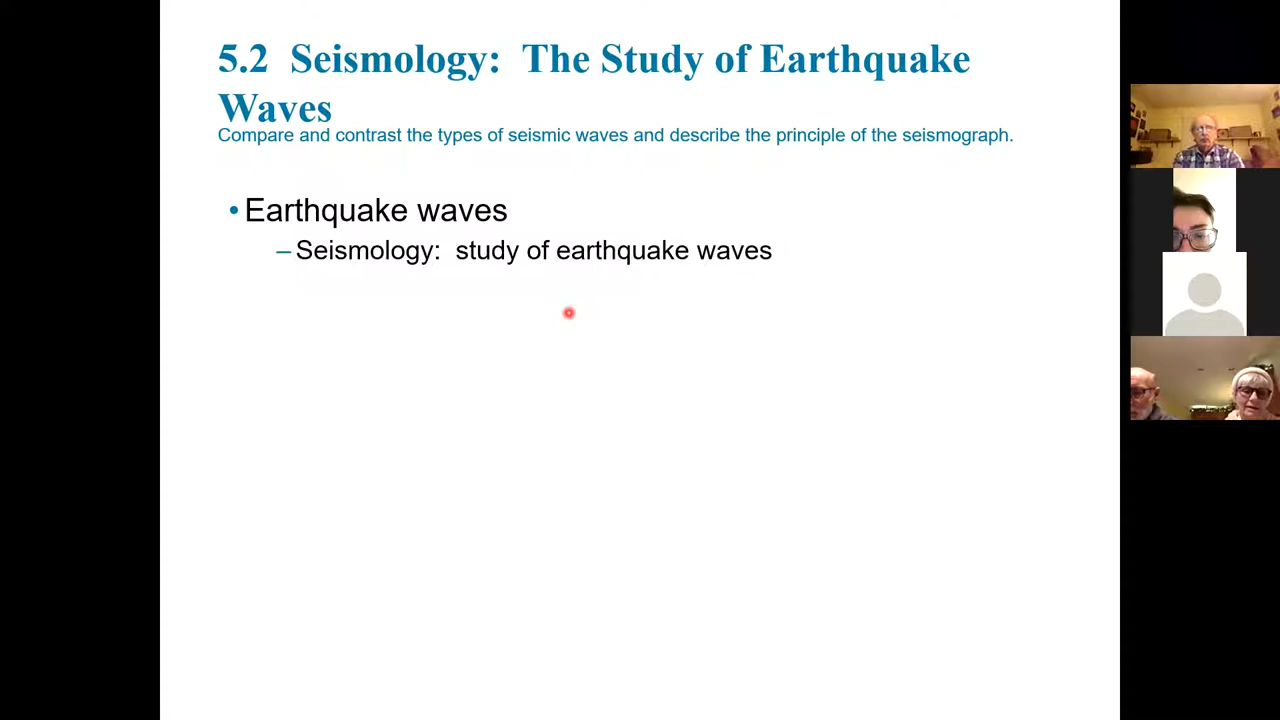 5.2 Seismology: The Study of Earthquake
Waves
Compare and contrast the types of seismic waves and describe the principle of the seismograph.
• Earthquake waves
– Seismology: study of earthquake waves